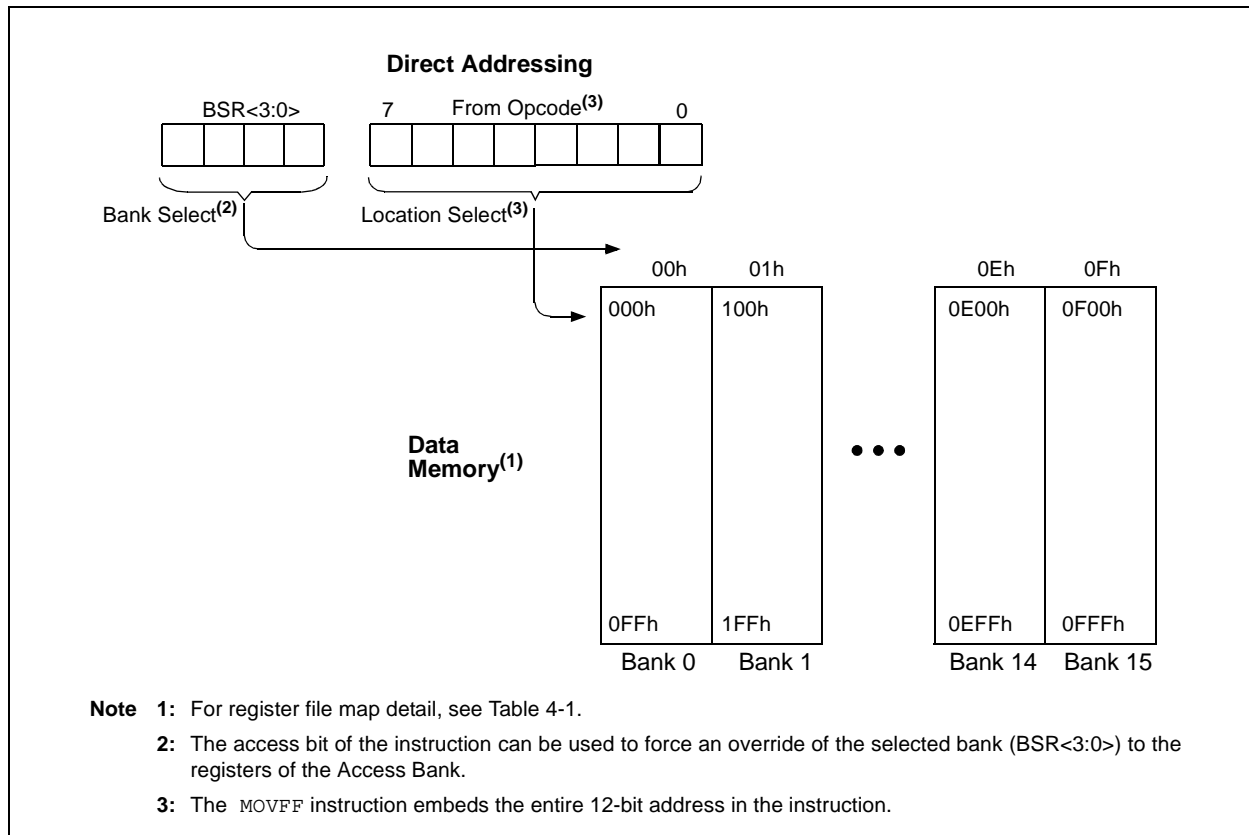 Direct Addressing
BSR<3:0> 7 From Opcode(3) 0
Bank Select(2) Location Select(3)
00h 01h 0Eh 0Fh
000h 100h 0E00h 0F00h
Data
Memory(1)
0FFh 1FFh 0EFFh 0FFFh
Bank 0 Bank 1 Bank 14 Bank 15
Note 1: For register file map detail, see Table 4-1.
2: The access bit of the instruction can be used to force an override of the selected bank (BSR<3:0>) to the
registers of the Access Bank.
3: The MOVFF instruction embeds the entire 12-bit address in the instruction.